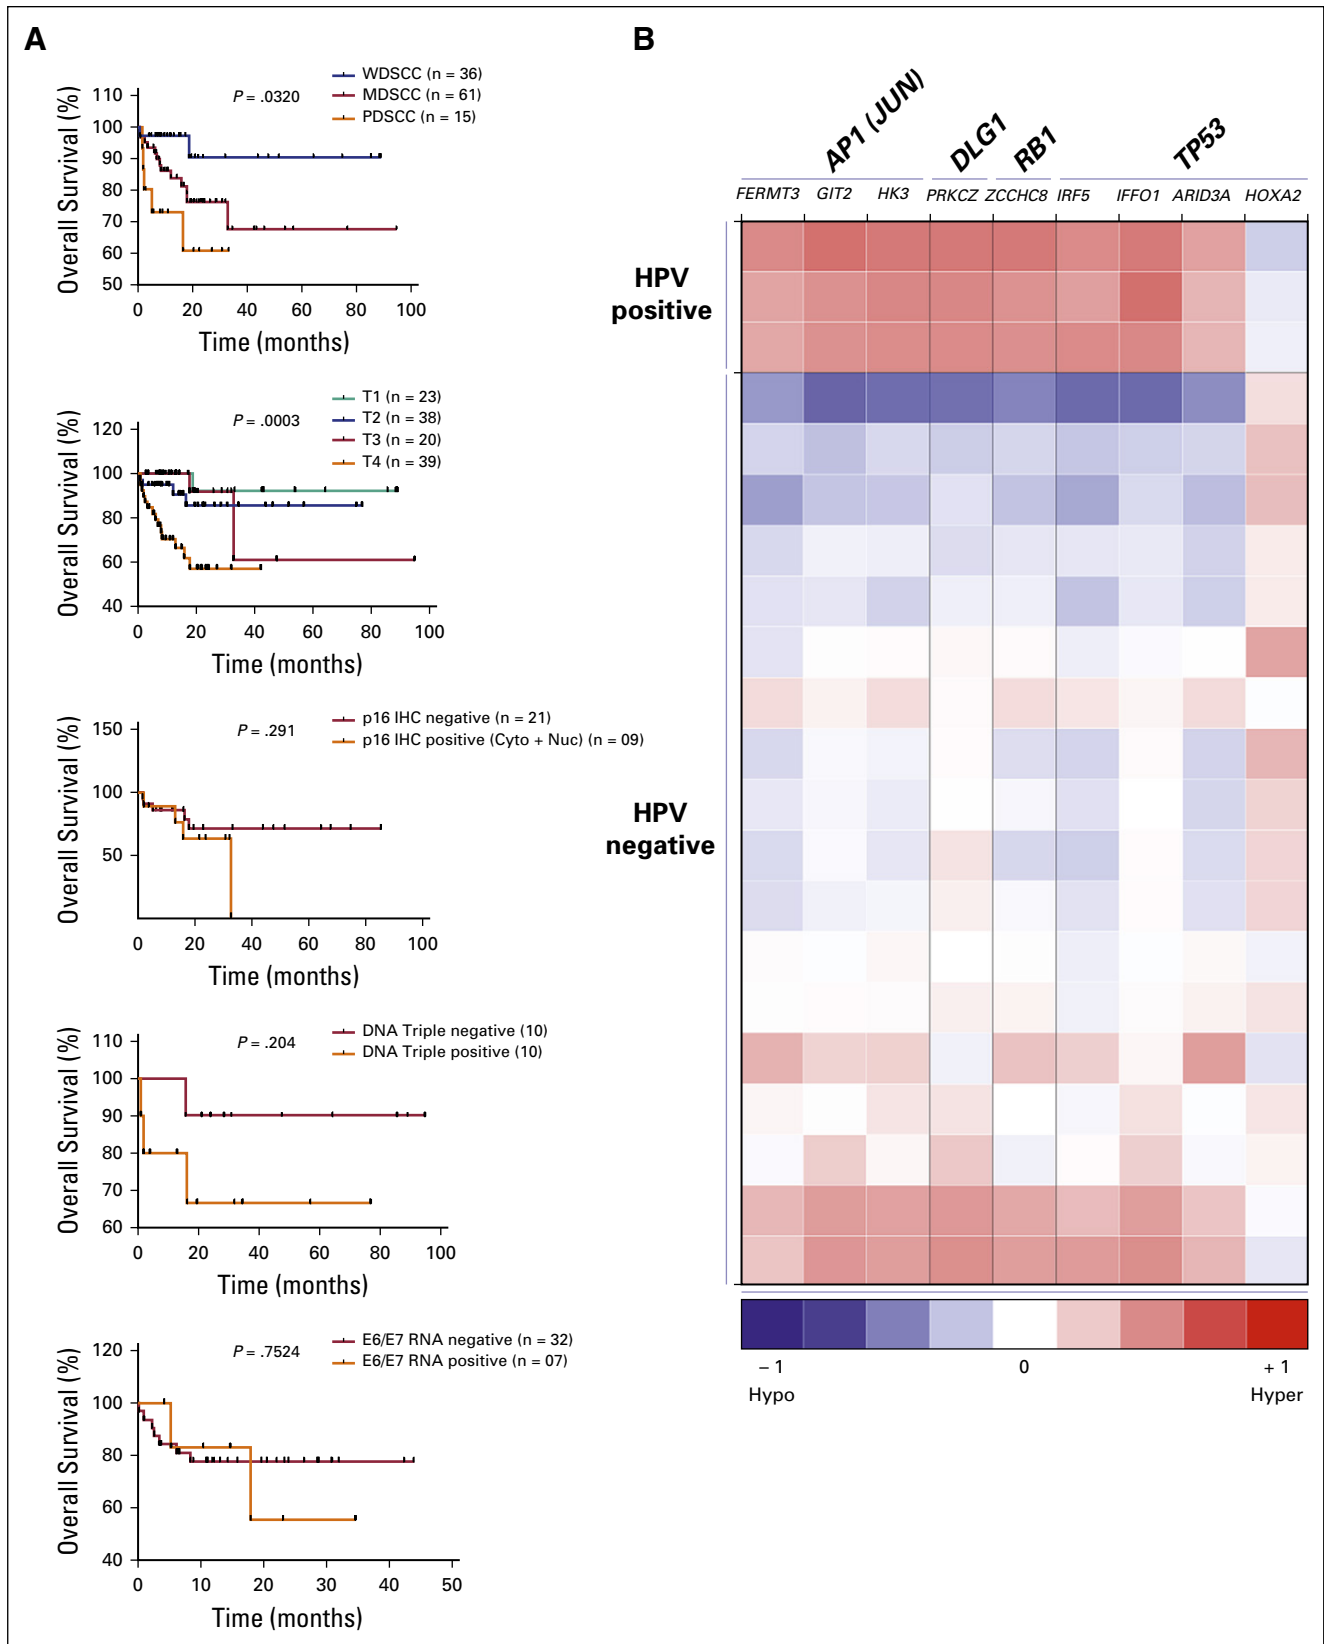 A
Overall Survival (%)
110
100
90
80
70
60
50
0 20 40 60 80 100
Time (months)
P = .0320
WDSCC (n = 36)
MDSCC (n = 61)
PDSCC (n = 15)
Overall Survival (%)
120
100
80
60
40
0 20 40 60 80 100
Time (months)
P = .0003
T1 (n = 23)
T2 (n = 38)
T3 (n = 20)
T4 (n = 39)
Overall Survival (%)
150
100
50
0 20 40 60 80 100
Time (months)
P = .291
p16 IHC negative (n = 21)
p16 IHC positive (Cyto + Nuc) (n = 09)
Overall Survival (%)
110
100
90
80
70
60
0 20 40 60 80 100
Time (months)
P = .204
DNA Triple negative (10)
DNA Triple positive (10)
Overall Survival (%)
120
100
80
60
40
0 10 20 30 40 50
Time (months)
P = .7524
E6/E7 RNA negative (n = 32)
E6/E7 RNA positive (n = 07)
B
AP1 (JUN) DLG1 RB1 TP53
FERMT3 GIT2 HK3 PRKCZ ZCCHC8 IRF5 IFFO1 ARID3A HOXA2
HPV
positive
HPV
negative
– 1 0 + 1
Hypo Hyper